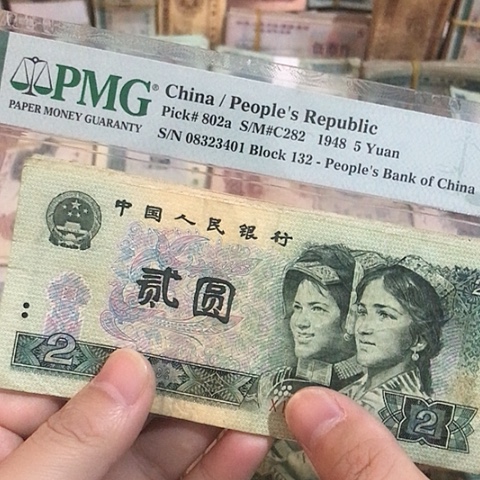 PMG®
PAPER MONEY GUARANTY
China / People's Republic
Pick# 802a S/M#C282 1948 5 Yuan
S/N 08323401 Block 132 - People's Bank of China
中国人民银行
贰圆
2
2